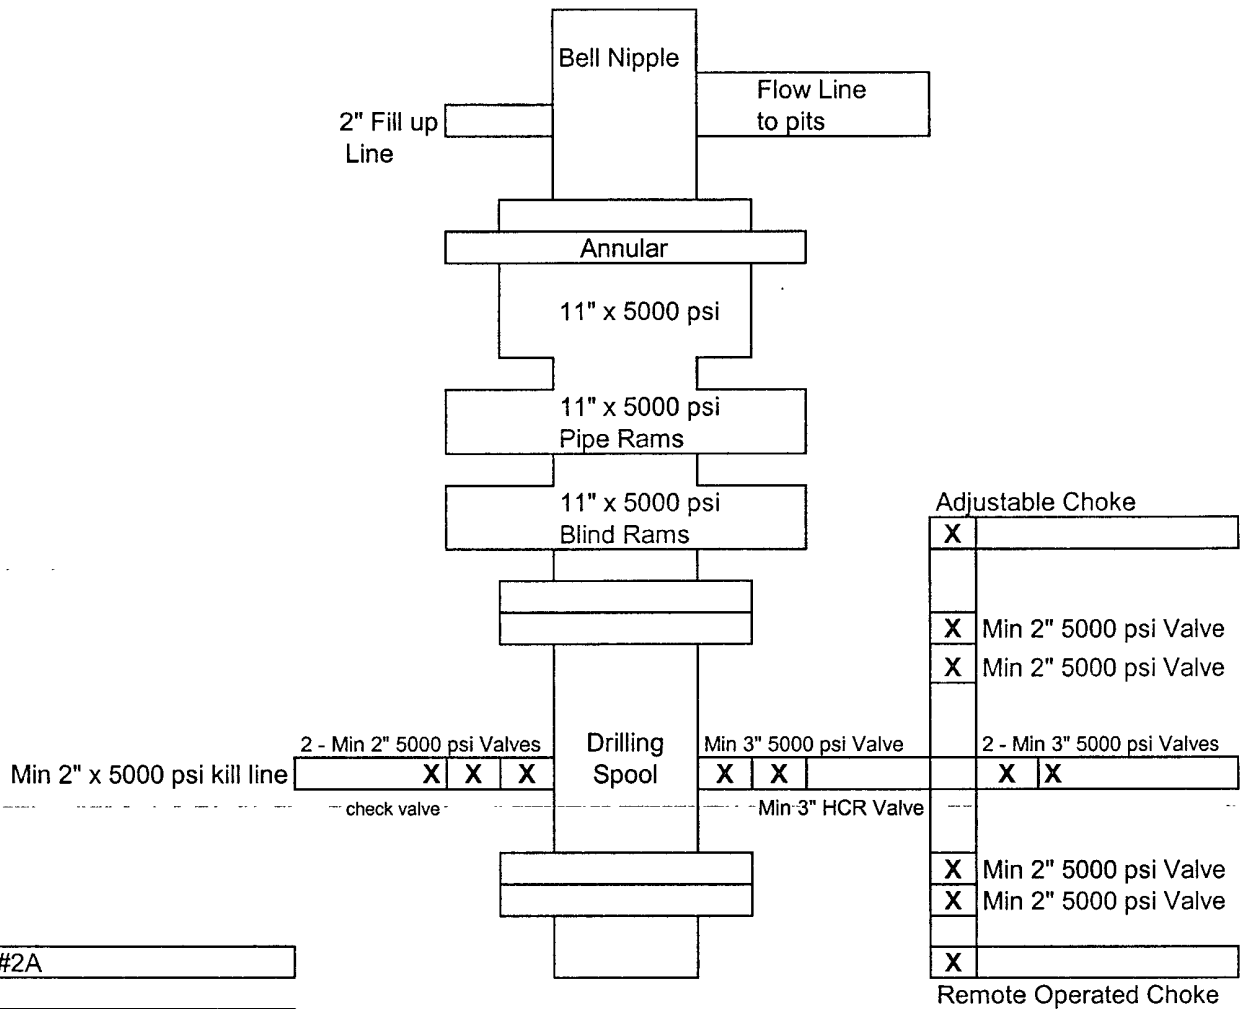 Bell Nipple
Flow Line
to pits
2" Fill up
Line
Annular
11" x 5000 psi
11" x 5000 psi
Pipe Rams
11" x 5000 psi
Blind Rams
Adjustable Choke
X
X Min 2" 5000 psi Valve
X Min 2" 5000 psi Valve
2 - Min 2" 5000 psi Valves
Drilling
Spool
Min 3" 5000 psi Valve
2 - Min 3" 5000 psi Valves
Min 2" x 5000 psi kill line
X X X
X X
X X
check valve
Min 3" HCR Valve
X Min 2" 5000 psi Valve
X Min 2" 5000 psi Valve
#2A
X
Remote Operated Choke